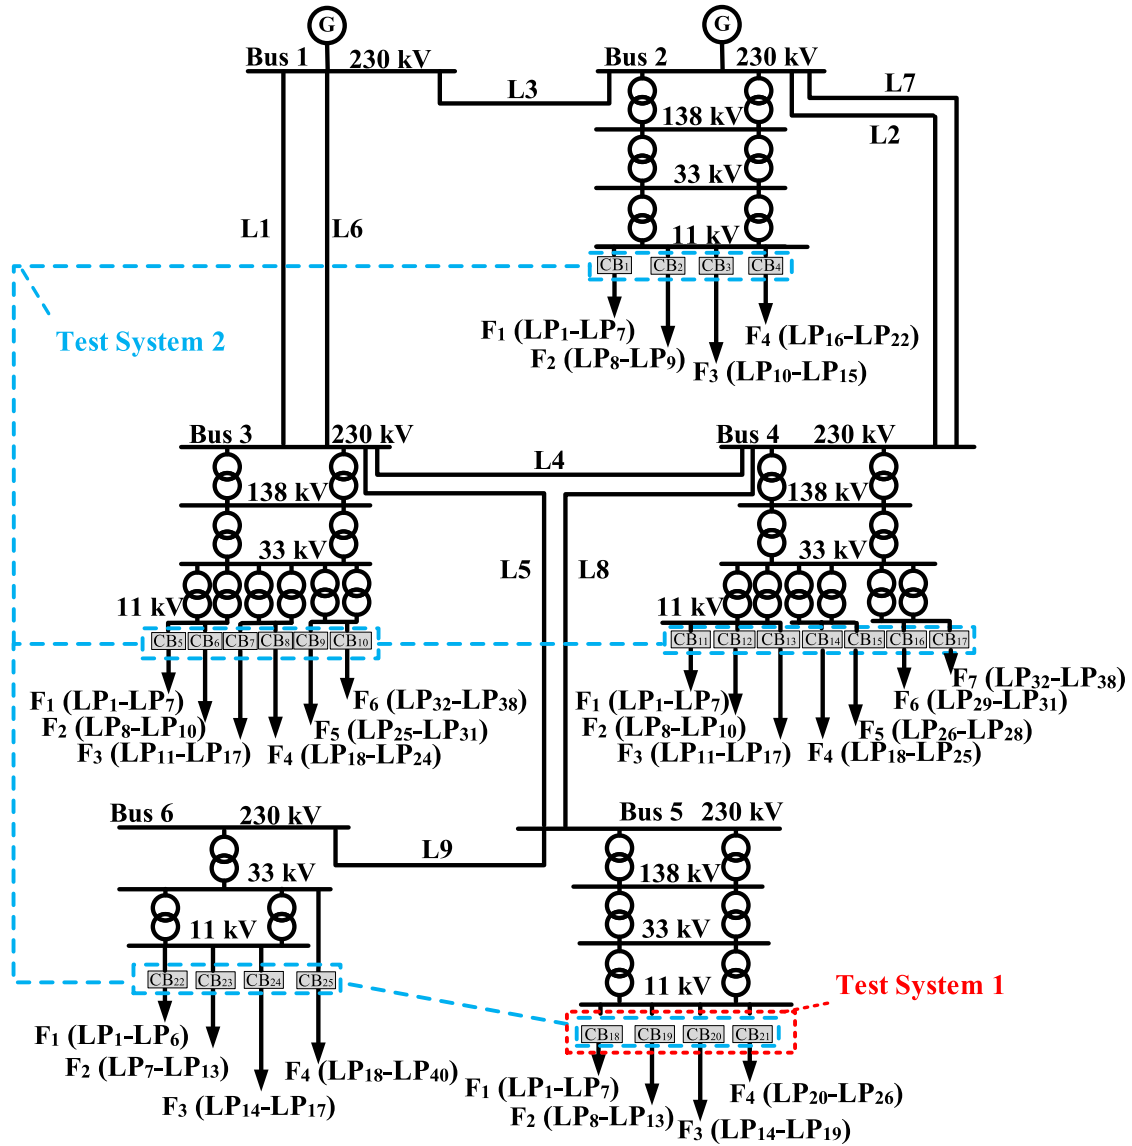 G
G
Bus 1 230 kV
Bus 2 230 kV
L3
L7
L2
138 kV
33 kV
L1
L6
11 kV
CB1 CB2 CB3 CB4
Test System 2
F1 (LP1-LP7)
F2 (LP8-LP9)
F3 (LP10-LP15)
F4 (LP16-LP22)
Bus 3 230 kV
Bus 4 230 kV
L4
138 kV
138 kV
33 kV
33 kV
L5
L8
11 kV
11 kV
CB5 CB6 CB7 CB8 CB9 CB10
CB11 CB12 CB13 CB14 CB15 CB16 CB17
F1 (LP1-LP7)
F2 (LP8-LP10)
F3 (LP11-LP17)
F4 (LP18-LP24)
F5 (LP25-LP31)
F6 (LP32-LP38)
F1 (LP1-LP7)
F2 (LP8-LP10)
F3 (LP11-LP17)
F4 (LP18-LP25)
F5 (LP26-LP28)
F6 (LP29-LP31)
F7 (LP32-LP38)
Bus 6 230 kV
Bus 5 230 kV
L9
33 kV
138 kV
11 kV
33 kV
CB22 CB23 CB24 CB25
11 kV
Test System 1
CB18 CB19 CB20 CB21
F1 (LP1-LP6)
F2 (LP7-LP13)
F3 (LP14-LP17)
F4 (LP18-LP40)
F1 (LP1-LP7)
F2 (LP8-LP13)
F3 (LP14-LP19)
F4 (LP20-LP26)